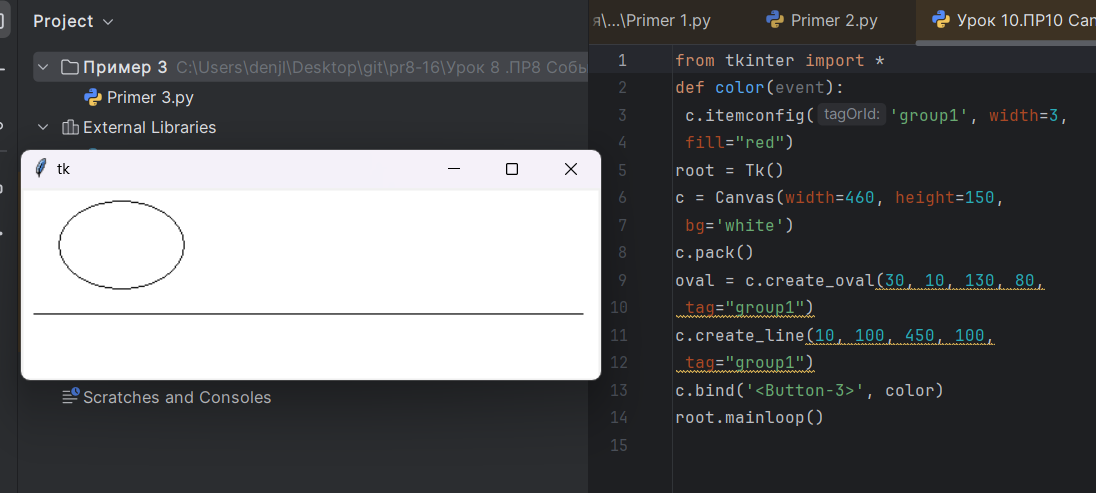 Project
Пример 3 C:\Users\denjl\Desktop\git\pr8-16\Урок 8 .ПР8 Собы
Primer 3.py
External Libraries
tk
Scratches and Consoles
я\...\Primer 1.py Primer 2.py Урок 10.ПР10 Can
1 from tkinter import *
2 def color(event):
3 c.itemconfig( tagOrId: 'group1', width=3,
4 fill="red")
5 root = Tk()
6 c = Canvas(width=460, height=150,
7 bg='white')
8 c.pack()
9 oval = c.create_oval(30, 10, 130, 80,
10 tag="group1")
11 c.create_line(10, 100, 450, 100,
12 tag="group1")
13 c.bind('<Button-3>', color)
14 root.mainloop()
15